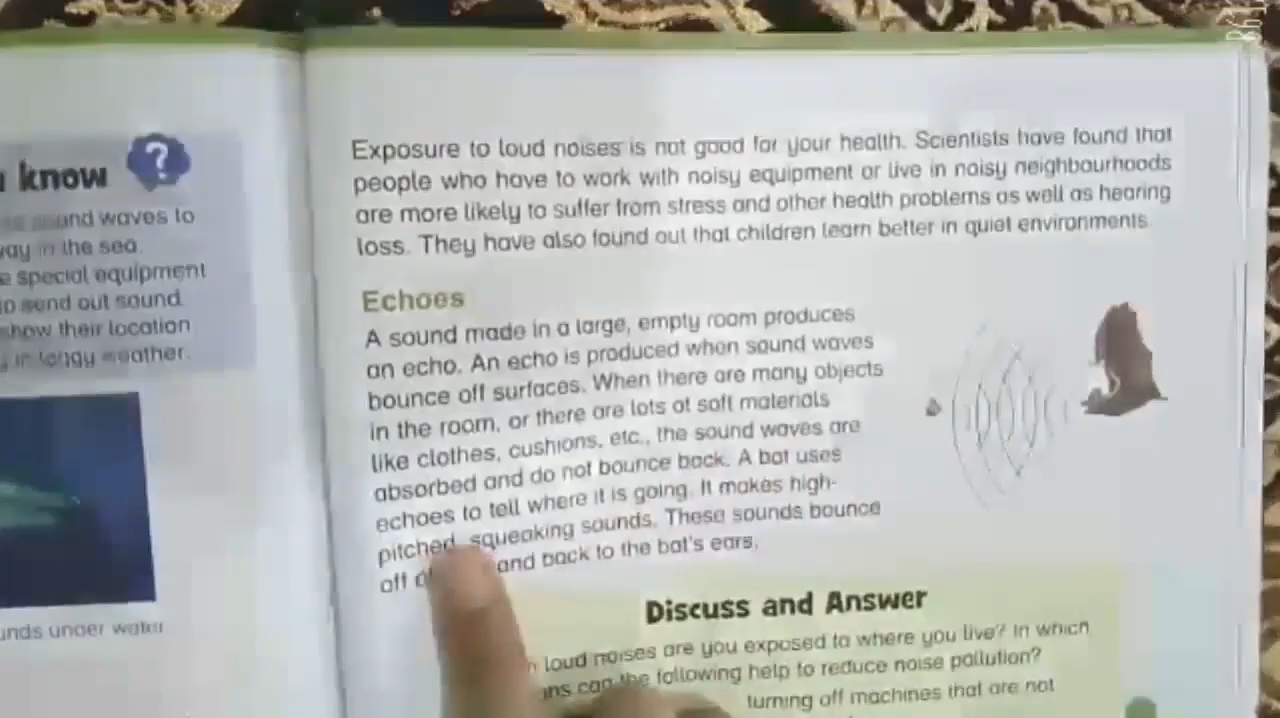 know
sound waves to
way in the sea.
special equipment
send out sound
show their location
in foggy weather.
under water
Exposure to loud noises is not good for your health. Scientists have found that
people who have to work with noisy equipment or live in noisy neighbourhoods
are more likely to suffer from stress and other health problems as well as hearing
loss. They have also found out that children learn better in quiet environments.
Echoes
A sound made in a large, empty room produces
an echo. An echo is produced when sound waves
bounce off surfaces. When there are many objects
in the room, or there are lots of soft materials
like clothes, cushions, etc., the sound waves are
absorbed and do not bounce back. A bat uses
echoes to tell where it is going. It makes high-
pitched, squeaking sounds. These sounds bounce
off and back to the bat's ears.
Discuss and Answer
loud noises are you exposed to where you live? In which
can the following help to reduce noise pollution?
turning off machines that are not